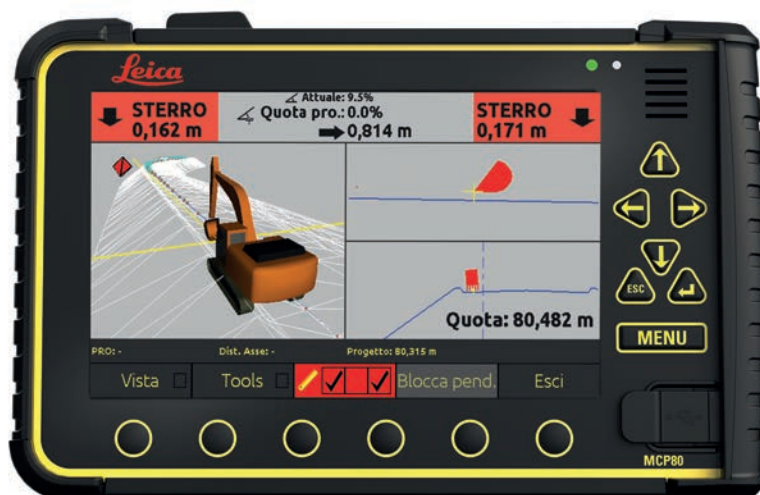 Leica
STERRO
0,162 m
Attuale: 9.5%
Quota pro.: 0.0%
0,814 m
STERRO
0,171 m
Quota: 80,482 m
PRO: -
Dist. Asse: -
Progetto: 80,315 m
Vista
Tools
Blocca pend.
Esci
ESC
MENU
MCP80